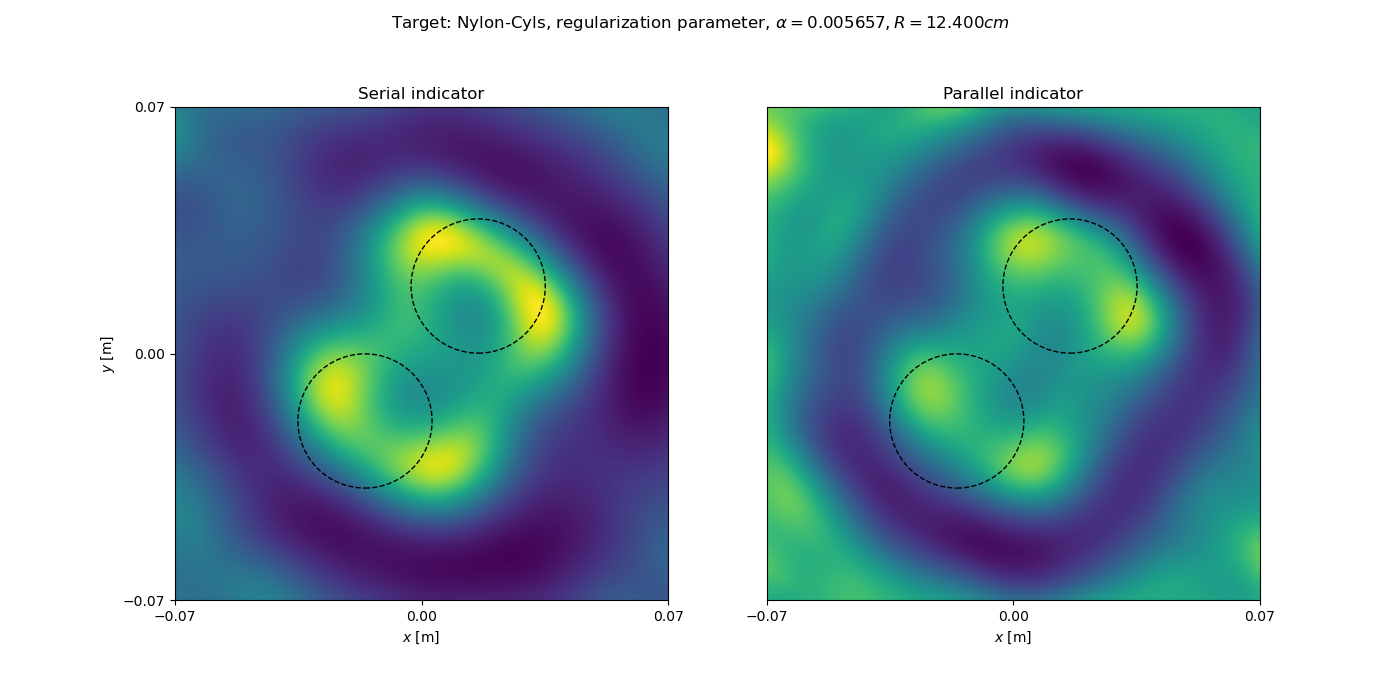 Target: Nylon-Cyls, regularization parameter, α = 0.005657, R = 12.400cm
Serial indicator
Parallel indicator
0.07
0.00
−0.07
y [m]
−0.07 0.00 0.07
x [m]
−0.07 0.00 0.07
x [m]